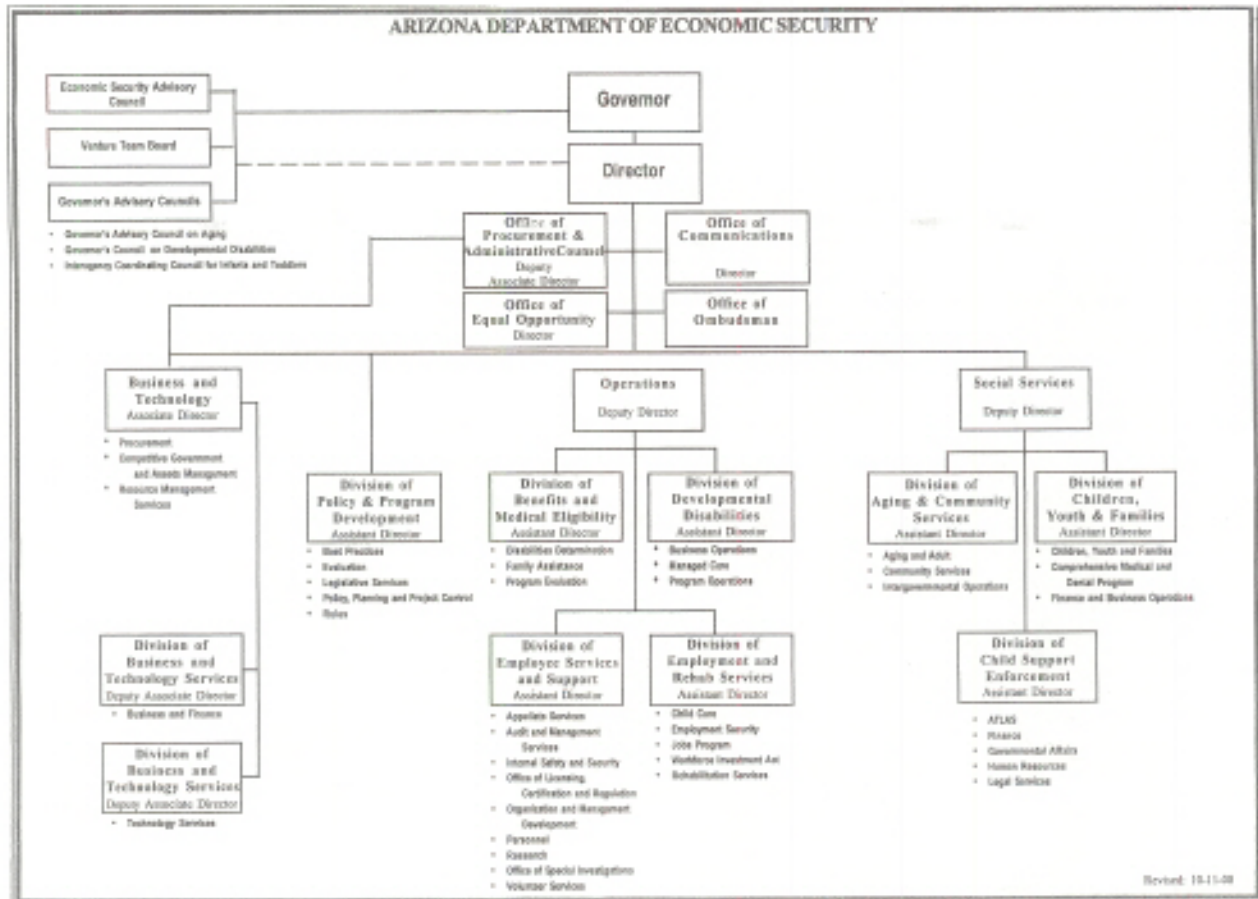 ARIZONA DEPARTMENT OF ECONOMIC SECURITY
Economic Security Advisory
Council
Venture Team Board
Governor's Advisory Councils
• Governor's Advisory Council on Aging
• Governor's Council on Developmental Disabilities
• Interagency Coordinating Council for Infants and Toddlers
Governor
Director
Office of
Procurement &
AdministrativeCounsel
Deputy
Associate Director
Office of
Communications
Director
Office of
Equal Opportunity
Director
Office of
Ombudsman
Business and
Technology
Associate Director
• Procurement
• Competitive Government
and Assets Management
• Resource Management
Services
Operations
Deputy Director
Social Services
Deputy Director
Division of
Policy & Program
Development
Assistant Director
• Best Practices
• Evaluation
• Legislative Services
• Policy, Planning and Project Control
• Rules
Division of
Benefits and
Medical Eligibility
Assistant Director
• Disabilities Determination
• Family Assistance
• Program Evaluation
Division of
Developmental
Disabilities
Assistant Director
• Business Operations
• Managed Care
• Program Operations
Division of
Aging & Community
Services
Assistant Director
• Aging and Adult
• Community Services
• Intergovernmental Operations
Division of
Children,
Youth & Families
Assistant Director
• Children, Youth and Families
• Comprehensive Medical and
Dental Program
• Finance and Business Operations
Division of
Business and
Technology Services
Deputy Associate Director
• Business and Finance
Division of
Business and
Technology Services
Deputy Associate Director
• Technology Services
Division of
Employee Services
and Support
Assistant Director
• Appellate Services
• Audit and Management
Services
• Internal Safety and Security
• Office of Licensing,
Certification and Regulation
• Organization and Management
Development
• Personnel
• Research
• Office of Special Investigations
• Volunteer Services
Division of
Employment and
Rehab Services
Assistant Director
• Child Care
• Employment Security
• Jobs Program
• Workforce Investment Act
• Rehabilitation Services
Division of
Child Support
Enforcement
Assistant Director
• ATLAS
• Finance
• Governmental Affairs
• Human Resources
• Legal Services
Revised: